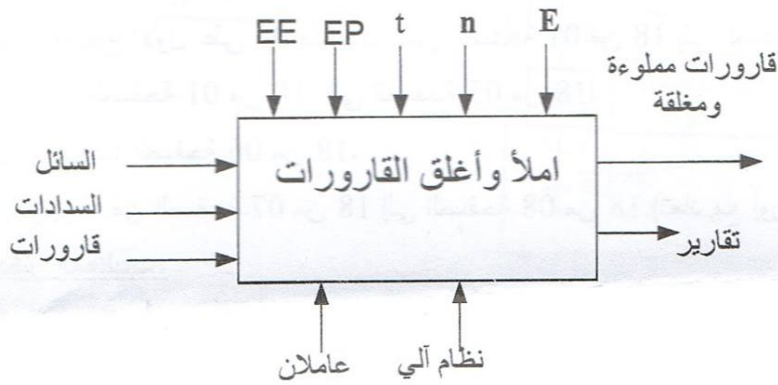 EE EP t n E
قارورات مملوءة
ومغلقة
املأ وأغلق القارورات
السائل
السدادات
قارورات
تقارير
عاملان
نظام آلي